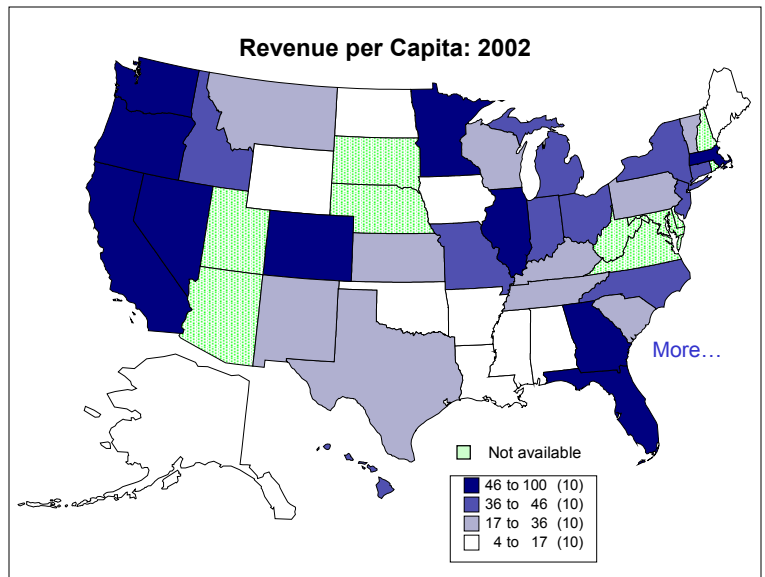 Revenue per Capita: 2002
More…
Not available
46 to 100 (10)
36 to 46 (10)
17 to 36 (10)
4 to 17 (10)